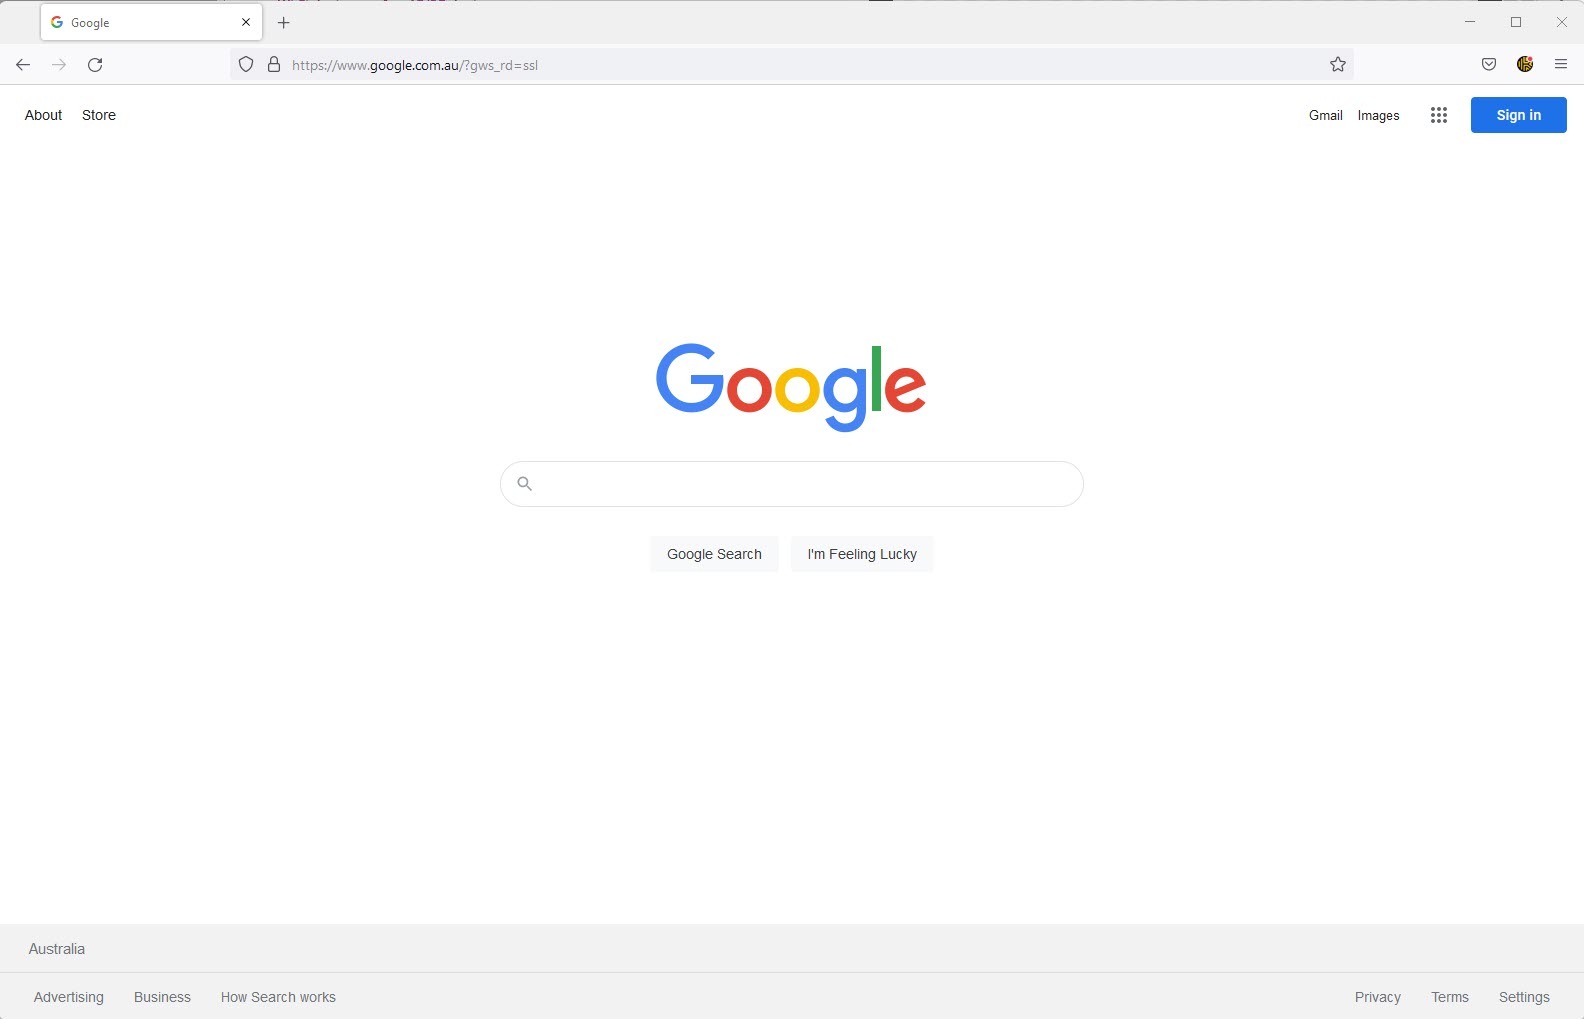 Google
https://www.google.com.au/?gws_rd=ssl
About Store Gmail Images Sign in
Google
Google Search I'm Feeling Lucky
Australia
Advertising Business How Search works Privacy Terms Settings